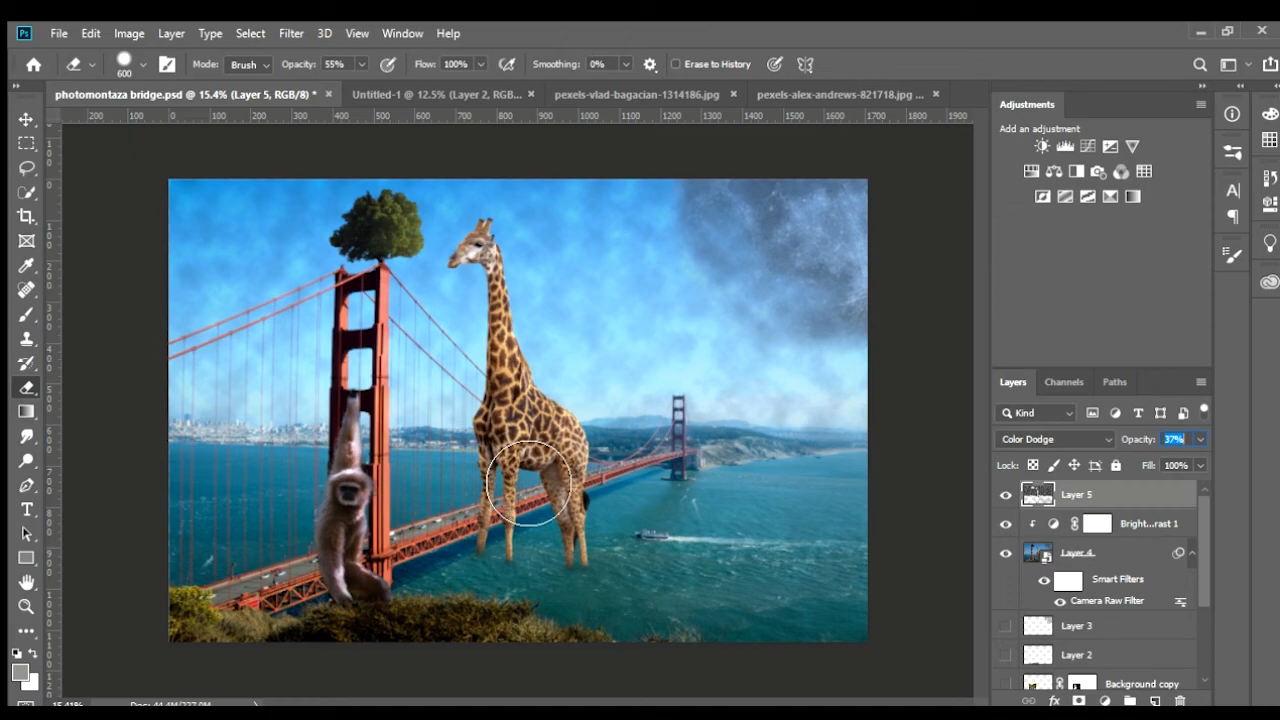 Ps File Edit Image Layer Type Select Filter 3D View Window Help
600 Mode: Brush Opacity: 55% Flow: 100% Smoothing: 0% Erase to History
photomontaza bridge.psd @ 15.4% (Layer 5, RGB/8) * × Untitled-1 @ 12.5% (Layer 2, RGB... × pexels-vlad-bagacian-1314186.jpg × pexels-alex-andrews-821718.jpg ... ×
200 100 0 100 200 300 400 500 600 700 800 900 1000 1100 1200 1300 1400 1500 1600 1700 1800 1900
Adjustments
Add an adjustment
Layers Channels Paths
Kind
Color Dodge Opacity: 37%
Lock: Fill: 100%
Layer 5
Bright...rast 1
Layer 4
Smart Filters
Camera Raw Filter
Layer 3
Layer 2
Background copy
fx